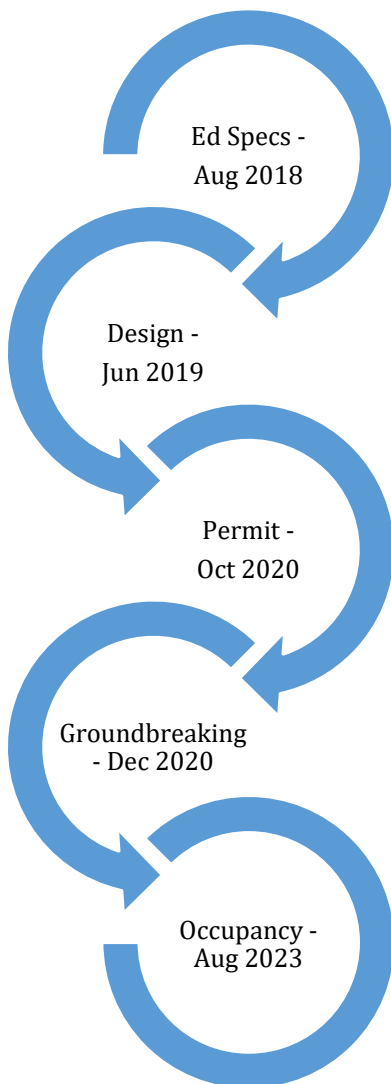 Ed Specs -
Aug 2018
Design -
Jun 2019
Permit -
Oct 2020
Groundbreaking
- Dec 2020
Occupancy -
Aug 2023